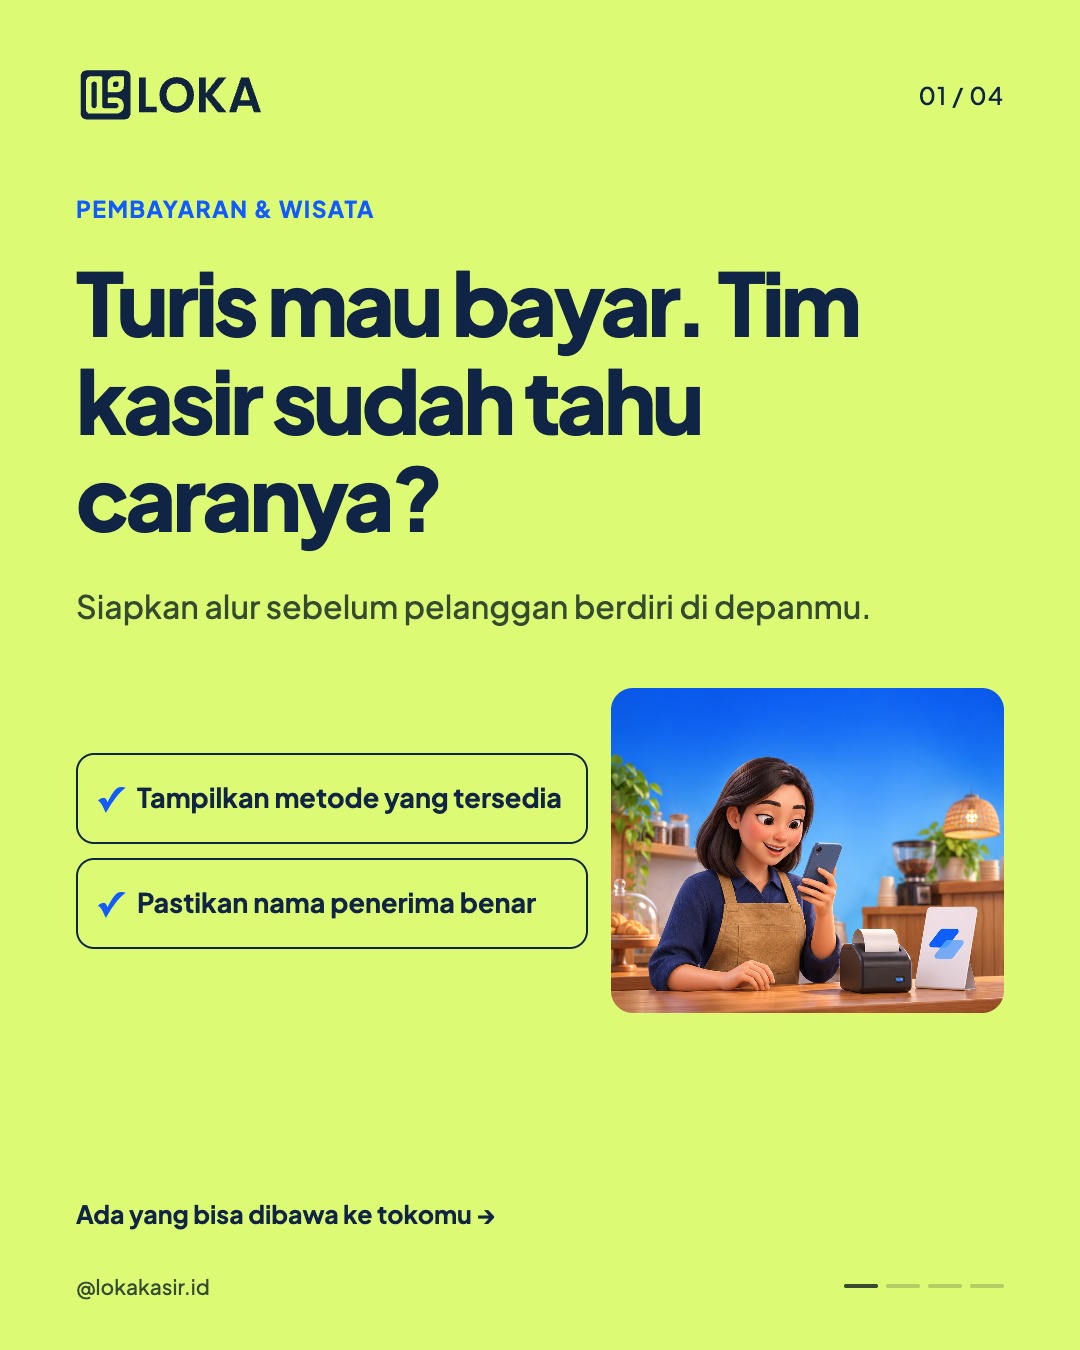 LOKA
01 / 04
PEMBAYARAN & WISATA
Turis mau bayar. Tim
kasir sudah tahu
caranya?
Siapkan alur sebelum pelanggan berdiri di depanmu.
✓ Tampilkan metode yang tersedia
✓ Pastikan nama penerima benar
Ada yang bisa dibawa ke tokomu →
@lokakasir.id